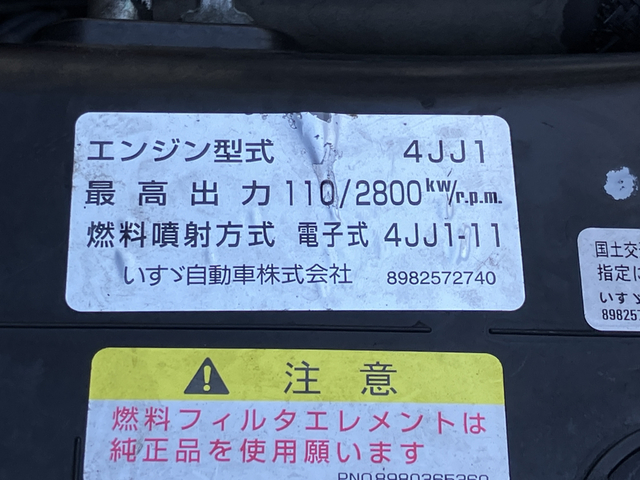 エンジン型式 4JJ1
最高出力 110/2800kw/r.p.m.
燃料噴射方式 電子式 4JJ1-11
いすゞ自動車株式会社 8982572740
国土交
指定に
いすゞ
89825
注意
燃料フィルタエレメントは
純正品を使用願います